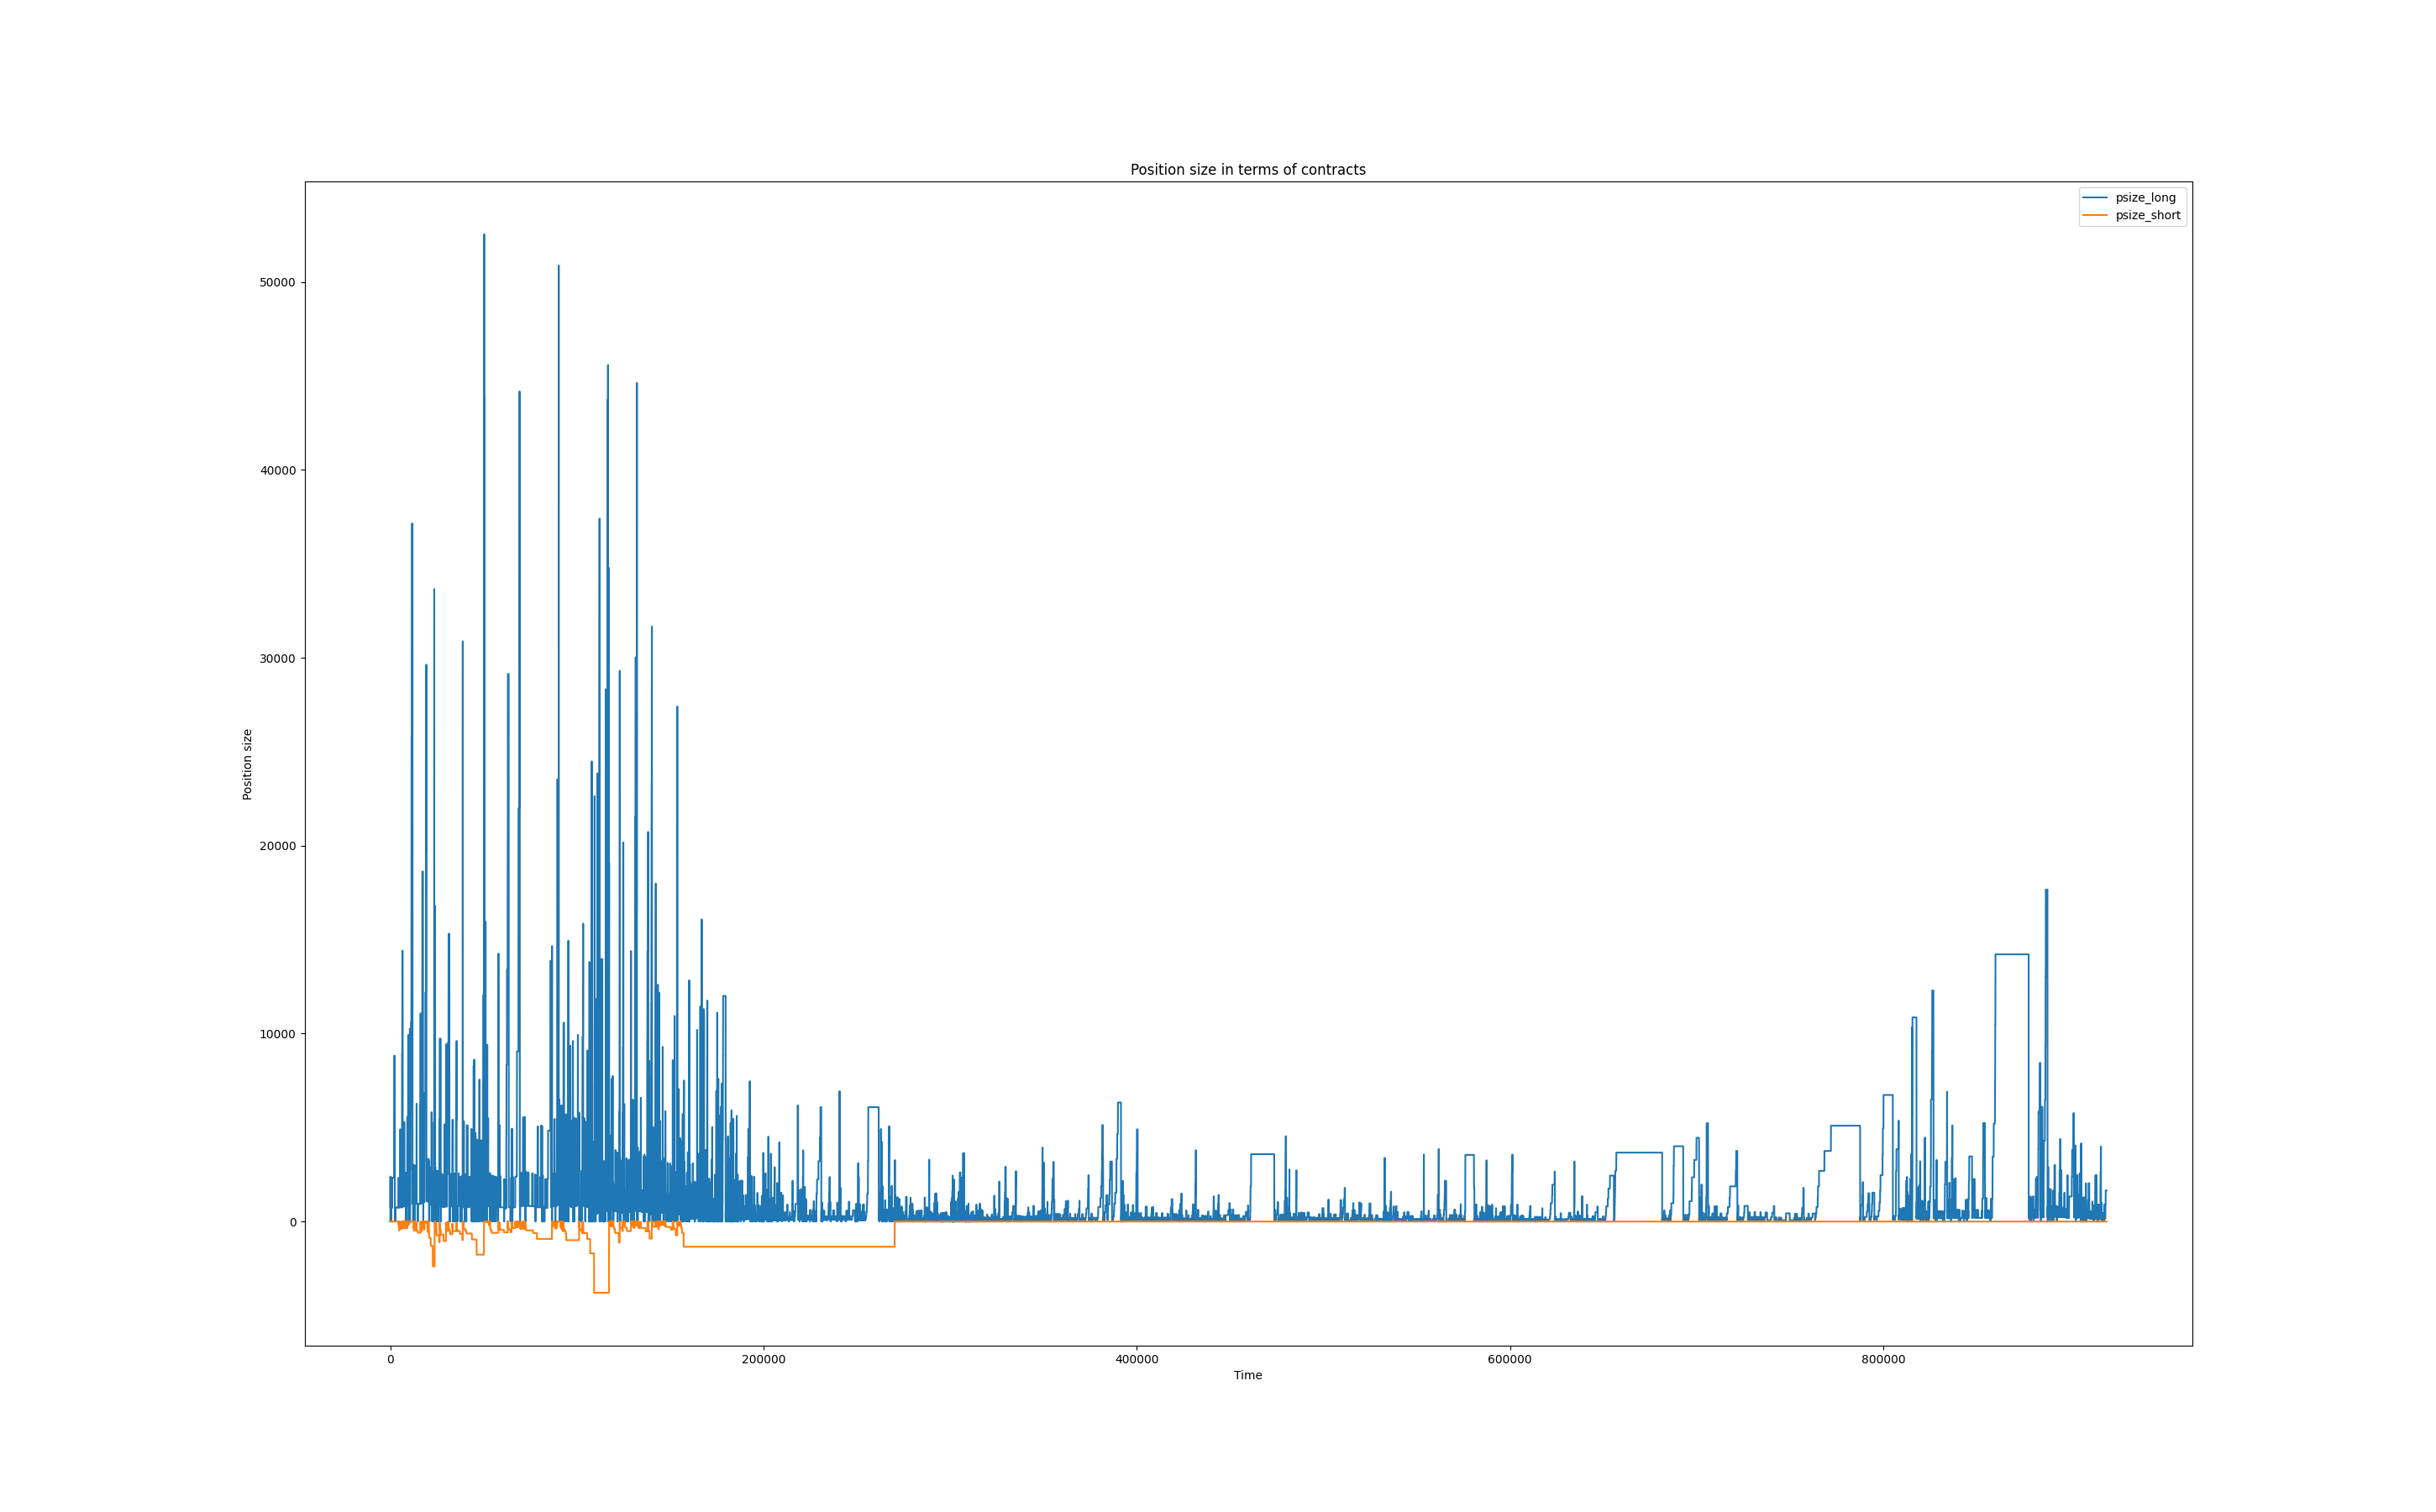 Position size in terms of contracts
psize_long
psize_short
50000
40000
30000
20000
10000
0
Position size
0 200000 400000 600000 800000
Time